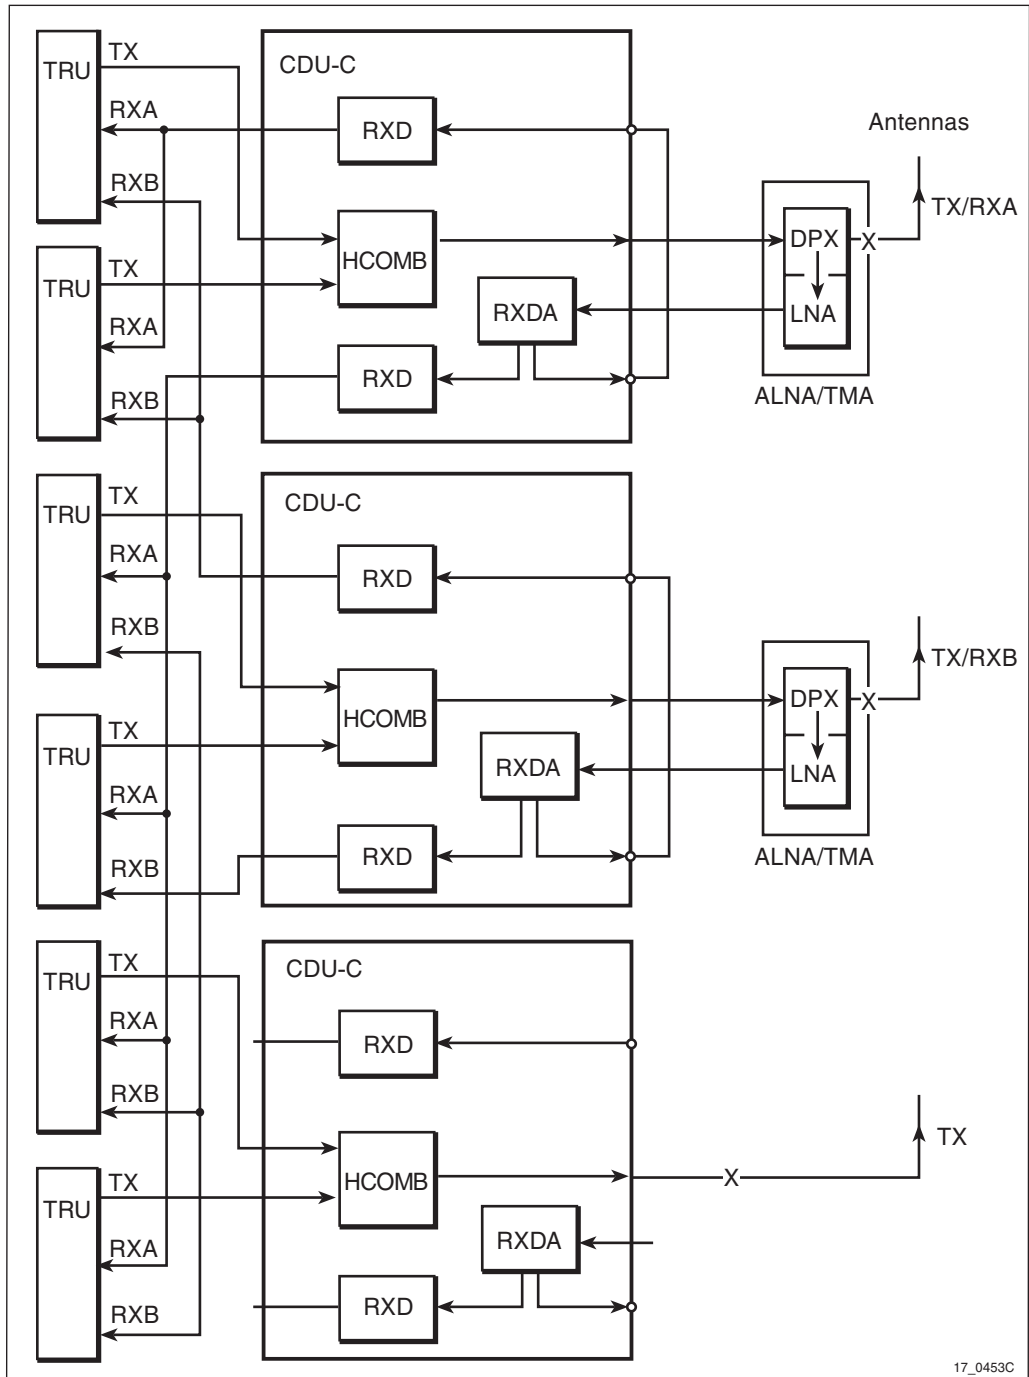 TRU
TX
RXA
RXB
CDU-C
RXD
HCOMB
RXDA
RXD
DPX
LNA
ALNA/TMA
Antennas
X
TX/RXA
TRU
TX
RXA
RXB
TRU
TX
RXA
RXB
CDU-C
RXD
HCOMB
RXDA
RXD
DPX
LNA
ALNA/TMA
X
TX/RXB
TRU
TX
RXA
RXB
TRU
TX
RXA
RXB
CDU-C
RXD
HCOMB
RXDA
RXD
X
TX
TRU
TX
RXA
RXB
17_0453C